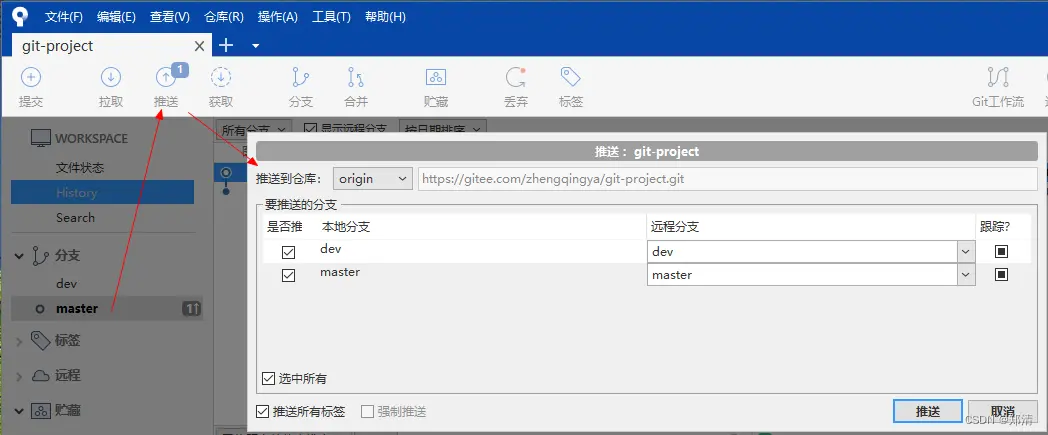 文件(F) 编辑(E) 查看(V) 仓库(R) 操作(A) 工具(T) 帮助(H)
git-project
1
提交 拉取 推送 获取 分支 合并 贮藏 丢弃 标签 Git工作流
WORKSPACE
文件状态
History
Search
分支
dev
master 1
标签
远程
贮藏
所有分支 显示远程分支 按日期排序
推送： git-project
推送到仓库： origin https://gitee.com/zhengqingya/git-project.git
要推送的分支
是否推 本地分支 远程分支 跟踪?
dev dev
master master
选中所有
推送所有标签 强制推送 推送 取消
CSDN @郑清